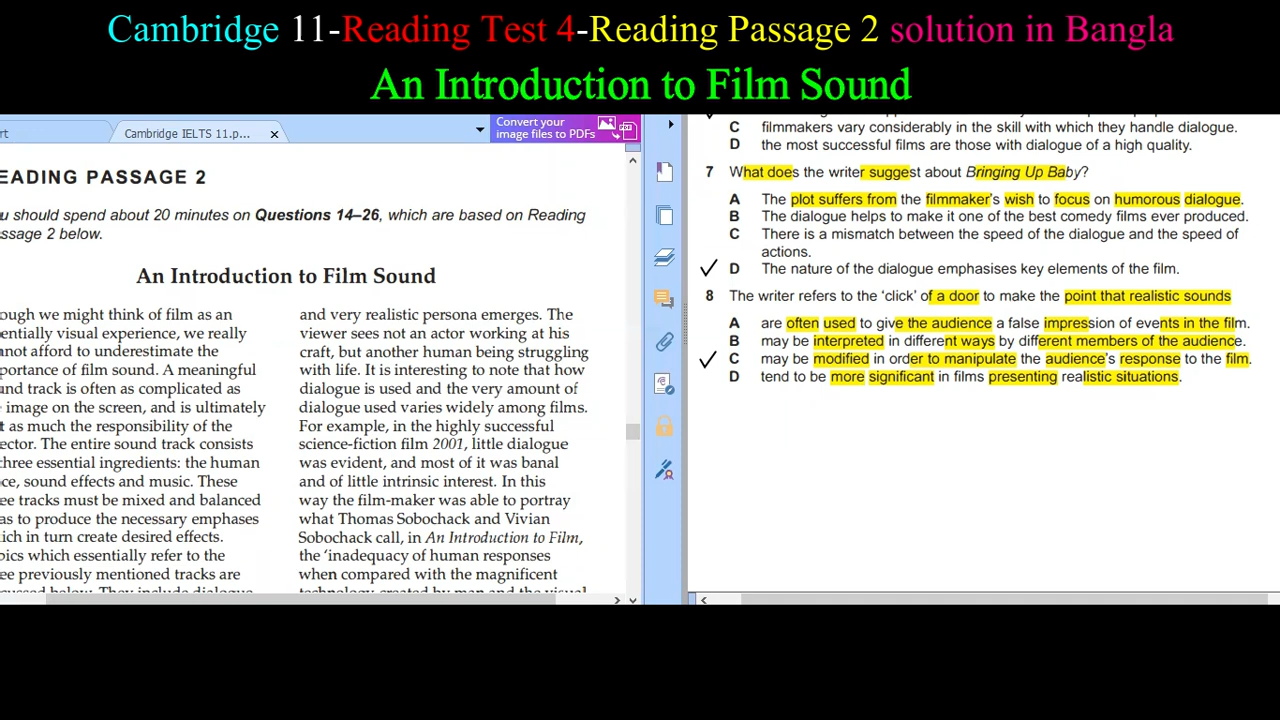 Cambridge 11-Reading Test 4-Reading Passage 2 solution in Bangla
An Introduction to Film Sound
Cambridge IELTS 11.p... ×
Convert your
image files to PDFs
EADING PASSAGE 2
u should spend about 20 minutes on Questions 14–26, which are based on Reading
ssage 2 below.
An Introduction to Film Sound
ough we might think of film as an
entially visual experience, we really
nnot afford to underestimate the
portance of film sound. A meaningful
und track is often as complicated as
image on the screen, and is ultimately
t as much the responsibility of the
ector. The entire sound track consists
three essential ingredients: the human
ce, sound effects and music. These
ee tracks must be mixed and balanced
as to produce the necessary emphases
ich in turn create desired effects.
pics which essentially refer to the
ee previously mentioned tracks are
cussed below. They include dialogue
and very realistic persona emerges. The
viewer sees not an actor working at his
craft, but another human being struggling
with life. It is interesting to note that how
dialogue is used and the very amount of
dialogue used varies widely among films.
For example, in the highly successful
science-fiction film 2001, little dialogue
was evident, and most of it was banal
and of little intrinsic interest. In this
way the film-maker was able to portray
what Thomas Sobochack and Vivian
Sobochack call, in An Introduction to Film,
the ‘inadequacy of human responses
when compared with the magnificent
technology created by man and the visual
C filmmakers vary considerably in the skill with which they handle dialogue.
D the most successful films are those with dialogue of a high quality.
7 What does the writer suggest about Bringing Up Baby?
A The plot suffers from the filmmaker's wish to focus on humorous dialogue.
B The dialogue helps to make it one of the best comedy films ever produced.
C There is a mismatch between the speed of the dialogue and the speed of
actions.
D The nature of the dialogue emphasises key elements of the film.
8 The writer refers to the ‘click’ of a door to make the point that realistic sounds
A are often used to give the audience a false impression of events in the film.
B may be interpreted in different ways by different members of the audience.
C may be modified in order to manipulate the audience's response to the film.
D tend to be more significant in films presenting realistic situations.